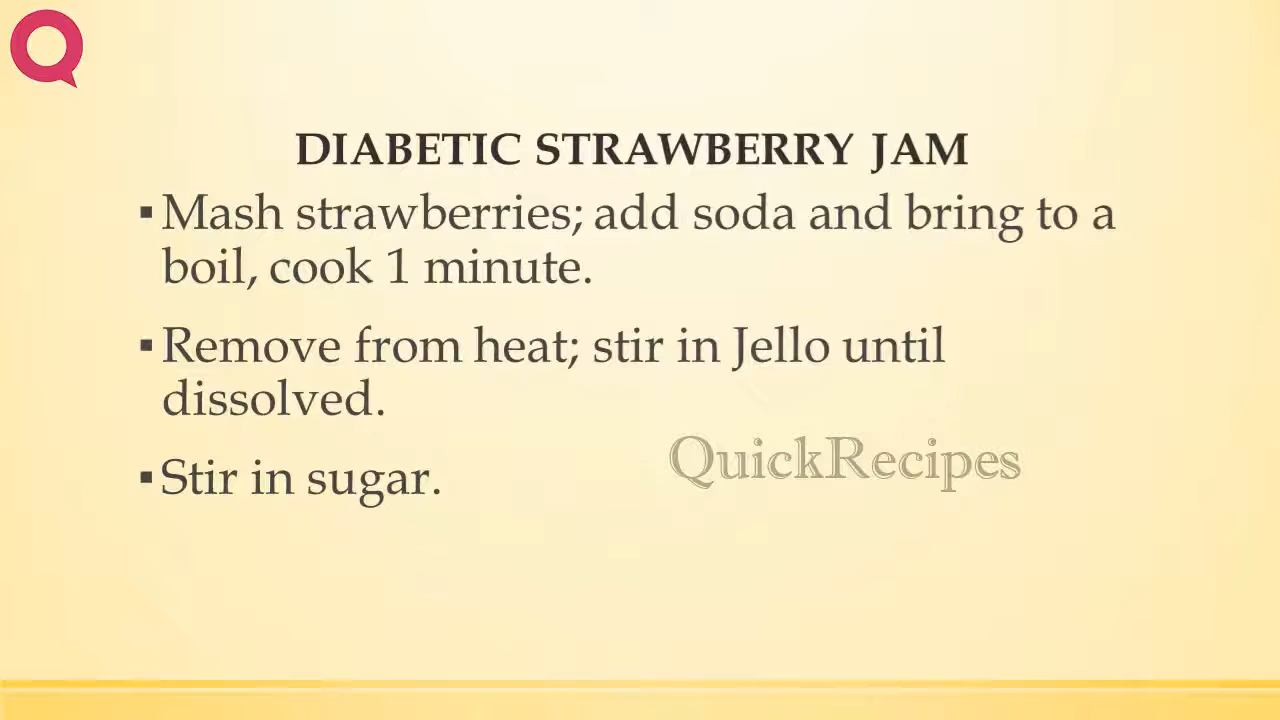 DIABETIC STRAWBERRY JAM
▪Mash strawberries; add soda and bring to a
boil, cook 1 minute.
▪Remove from heat; stir in Jello until
dissolved.
▪Stir in sugar.
QuickRecipes